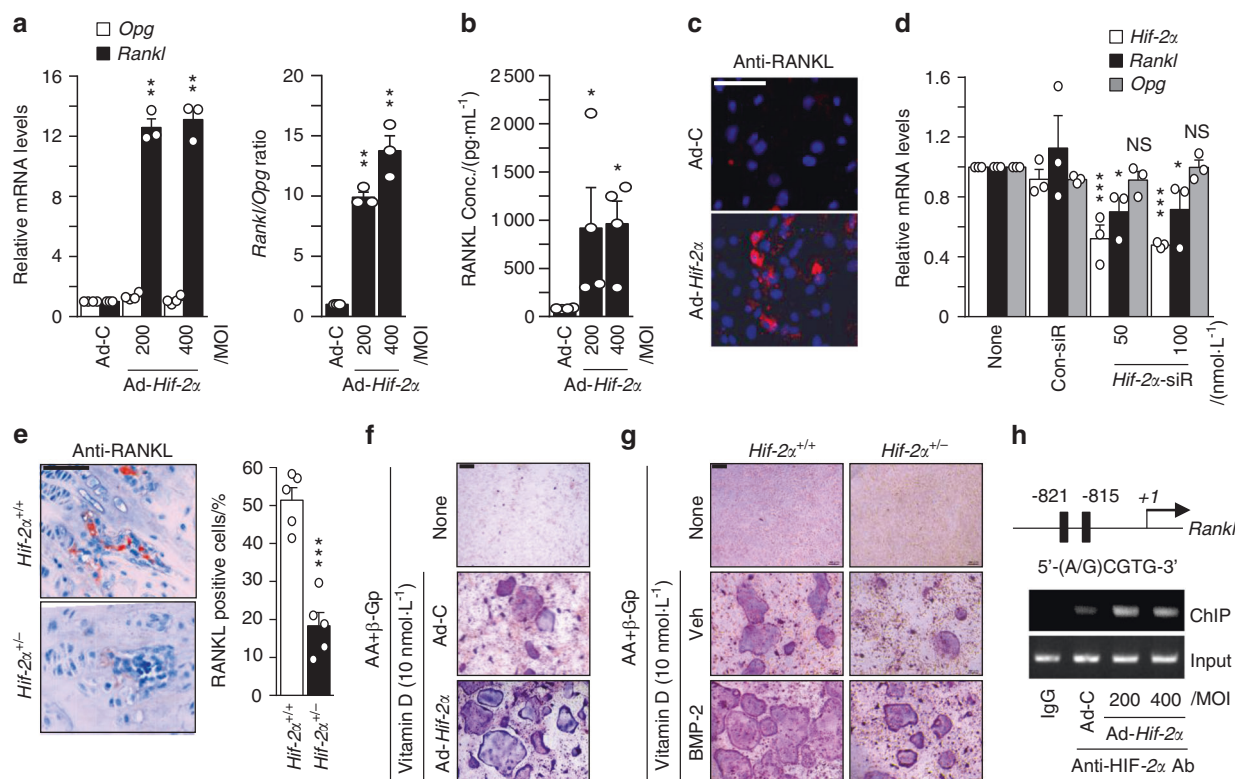 a
Opg
Rankl
Relative mRNA levels
16
12
8
4
0
**
**
Ad-C
200
400
/MOI
Ad-Hif-2α
Rankl/Opg ratio
20
15
10
5
0
**
**
Ad-C
200
400
/MOI
Ad-Hif-2α
b
RANKL Conc./(pg·mL⁻¹)
2 500
2 000
1 500
1 000
500
250
0
*
*
Ad-C
200
400
/MOI
Ad-Hif-2α
c
Anti-RANKL
Ad-C
Ad-Hif-2α
d
Hif-2α
Rankl
Opg
Relative mRNA levels
1.6
1.2
0.8
0.4
0
***
*
NS
***
*
NS
None
Con-siR
50
100
Hif-2α-siR
/(nmol·L⁻¹)
e
Anti-RANKL
Hif-2α+/+
Hif-2α+/−
RANKL positive cells/%
60
50
40
30
20
10
0
***
Hif-2α+/+
Hif-2α+/−
f
AA+β-Gp
Vitamin D (10 nmol·L⁻¹)
None
Ad-C
Ad-Hif-2α
g
Hif-2α+/+
Hif-2α+/−
AA+β-Gp
Vitamin D (10 nmol·L⁻¹)
None
Veh
BMP-2
h
-821
-815
+1
Rankl
5'-(A/G)CGTG-3'
ChIP
Input
IgG
Ad-C
200
400
/MOI
Ad-Hif-2α
Anti-HIF-2α Ab